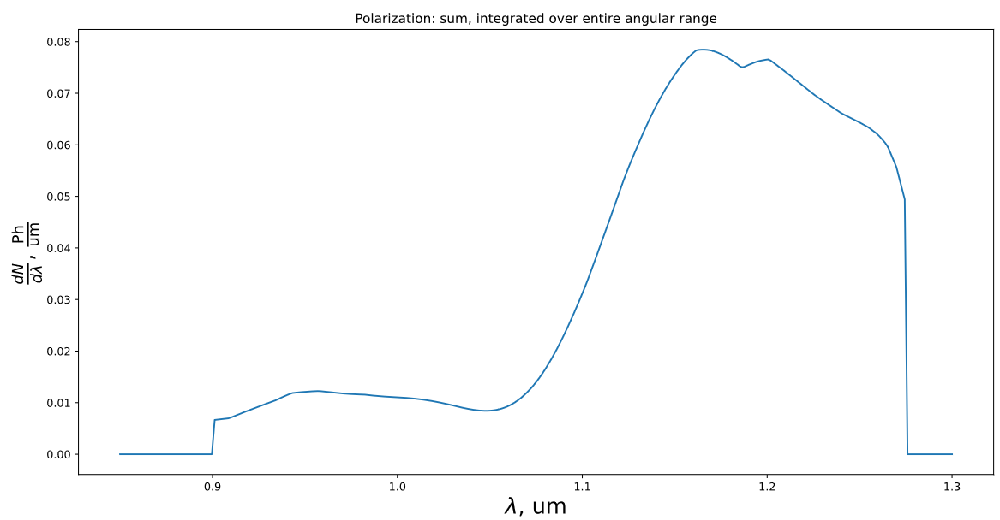 Polarization: sum, integrated over entire angular range
dN/dλ, Ph/um
0.08
0.07
0.06
0.05
0.04
0.03
0.02
0.01
0.00
0.9 1.0 1.1 1.2 1.3
λ, um